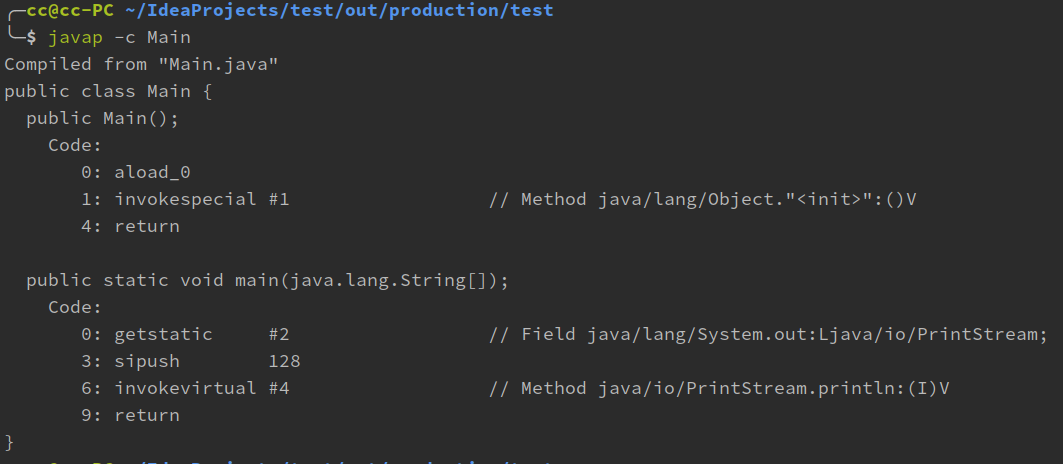 ╭─cc@cc-PC ~/IdeaProjects/test/out/production/test
╰─$ javap -c Main
Compiled from "Main.java"
public class Main {
  public Main();
    Code:
       0: aload_0
       1: invokespecial #1                  // Method java/lang/Object."<init>":()V
       4: return

  public static void main(java.lang.String[]);
    Code:
       0: getstatic     #2                  // Field java/lang/System.out:Ljava/io/PrintStream;
       3: sipush        128
       6: invokevirtual #4                  // Method java/io/PrintStream.println:(I)V
       9: return
}